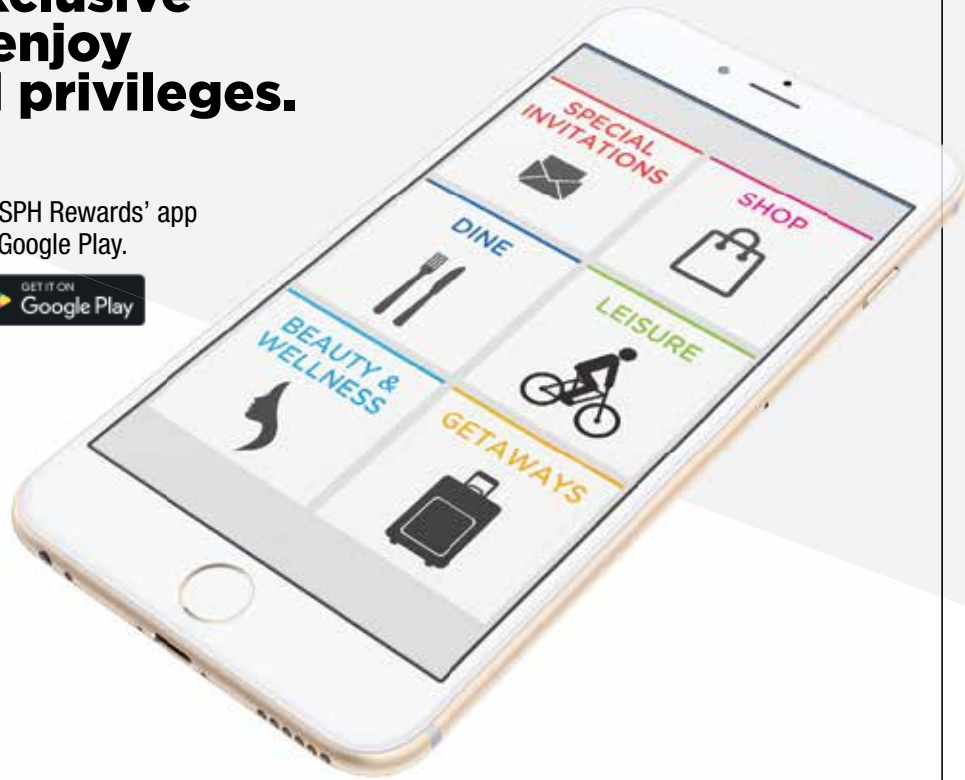 enjoy
privileges.
SPH Rewards’ app
Google Play.
GET IT ON
Google Play
SPECIAL
INVITATIONS
SHOP
DINE
LEISURE
BEAUTY &
WELLNESS
GETAWAYS